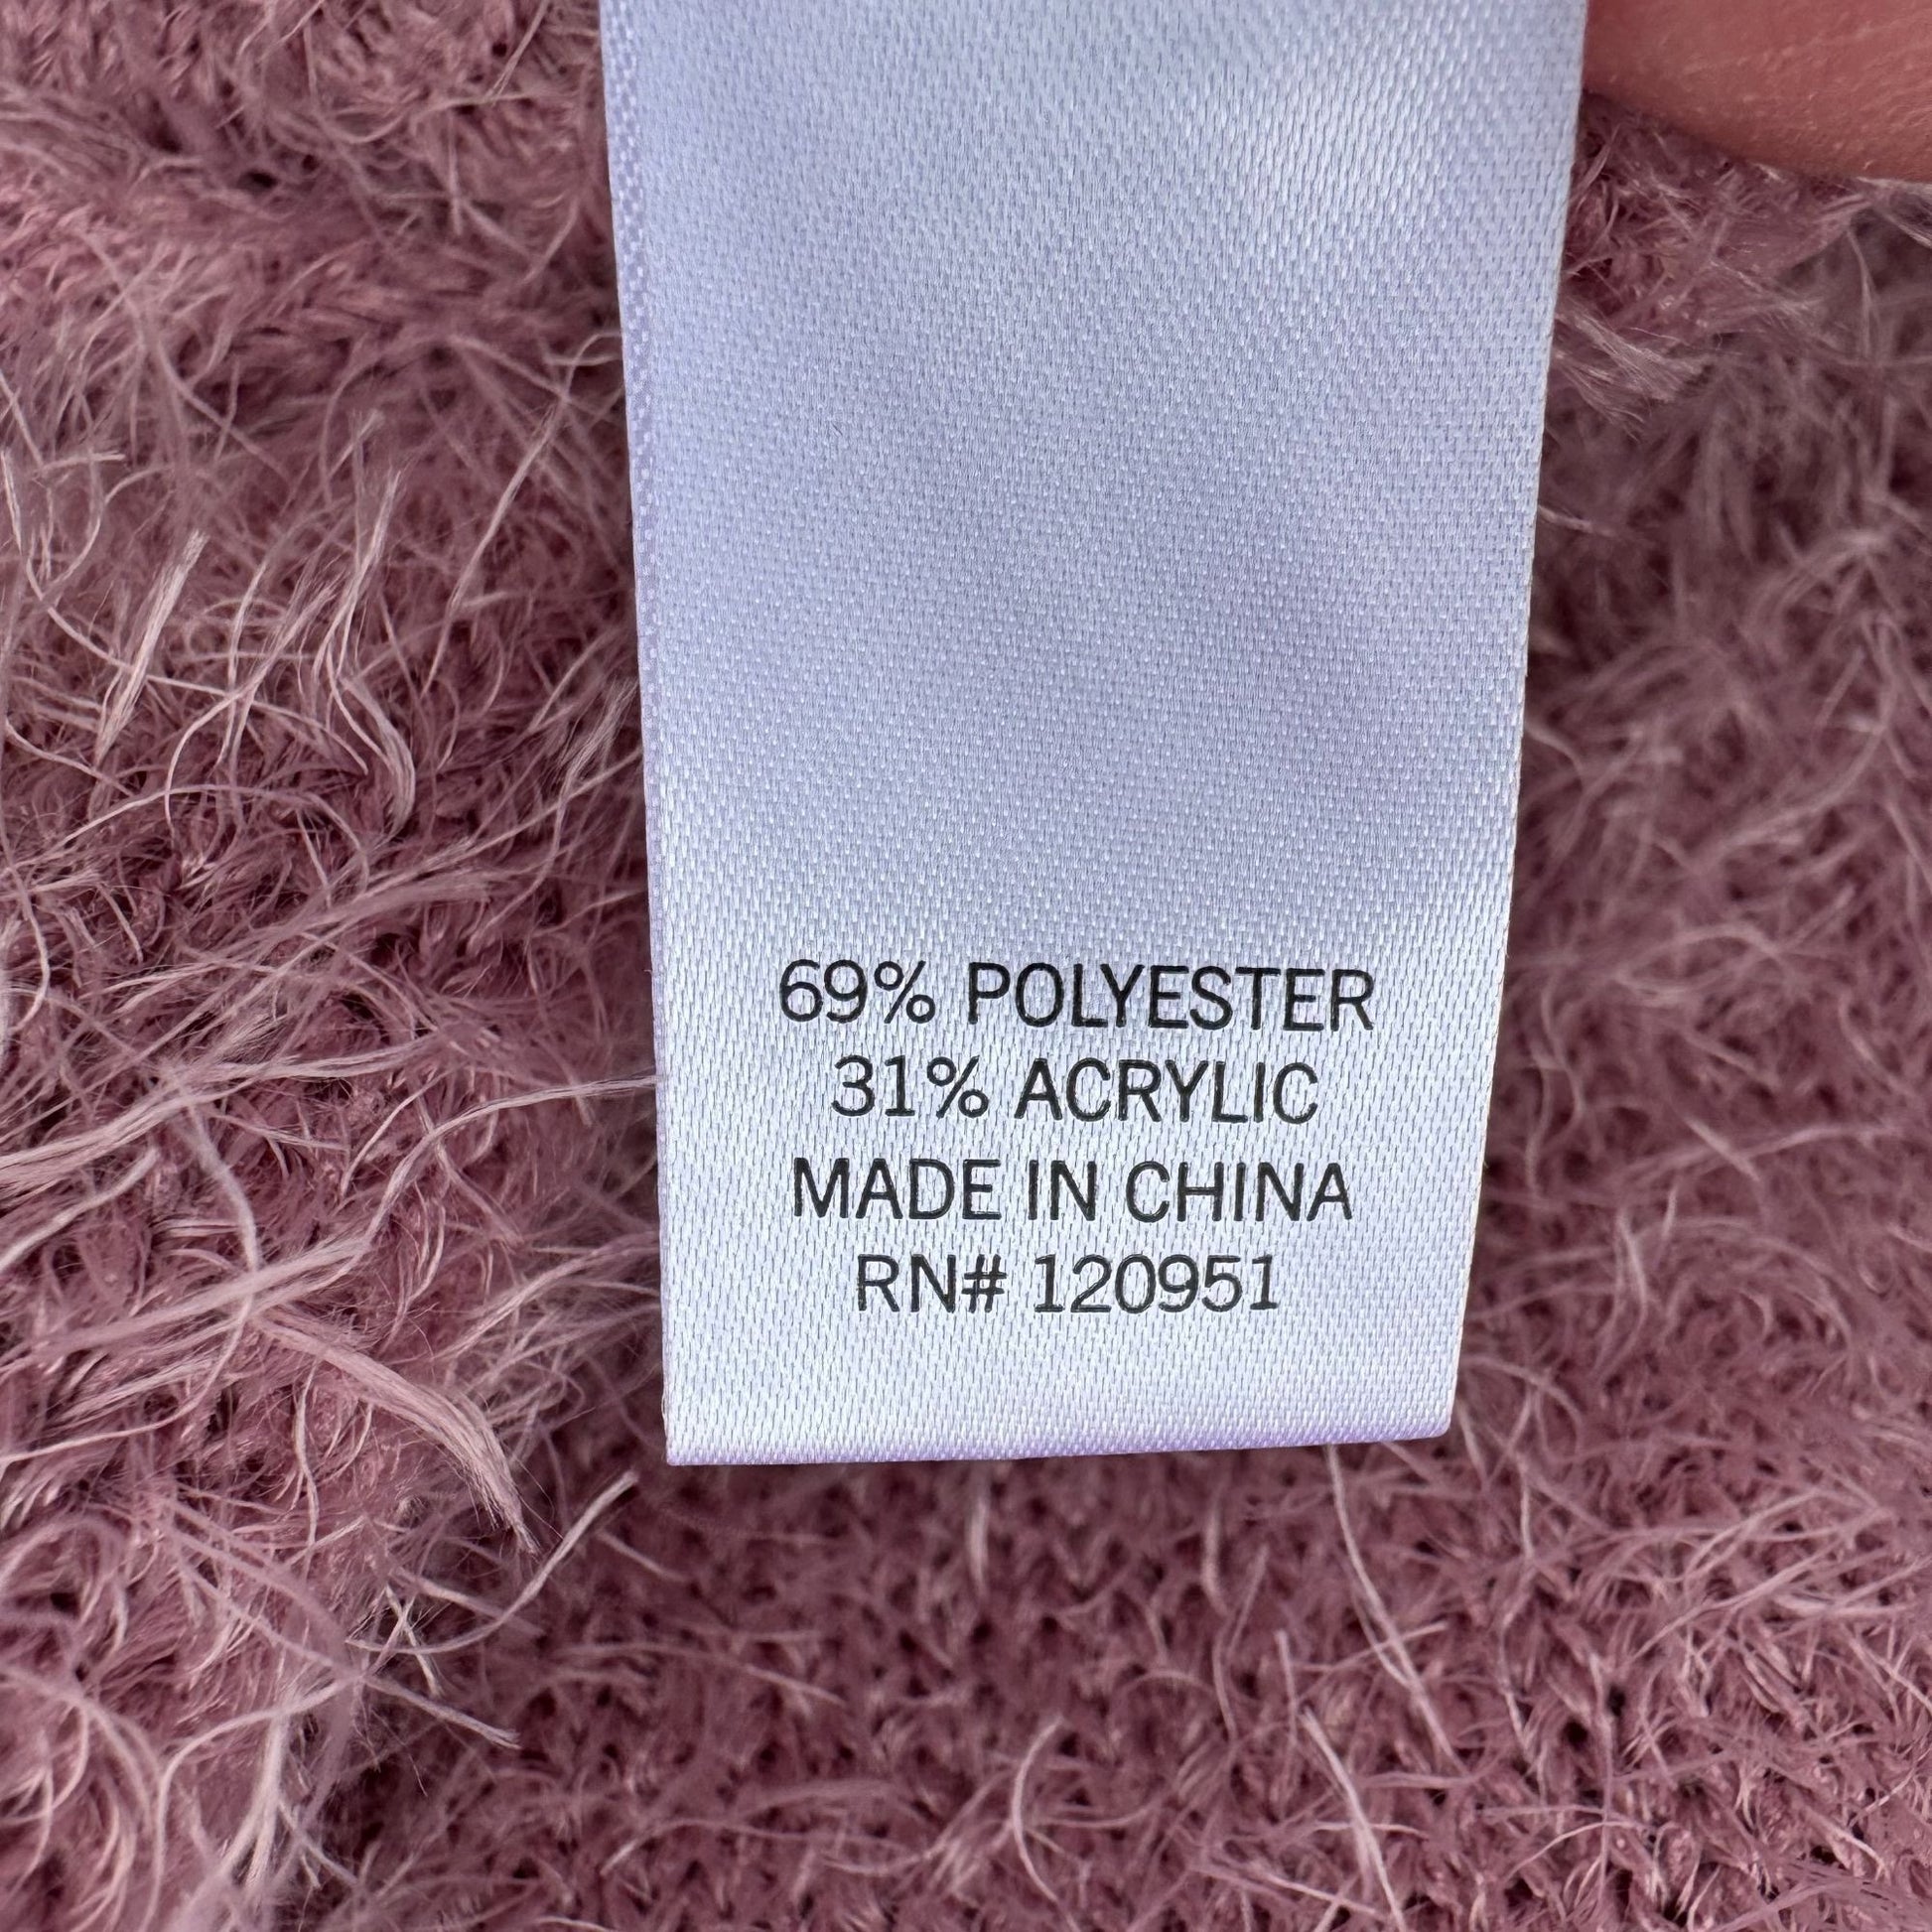 69% POLYESTER
31% ACRYLIC
MADE IN CHINA
RN# 120951